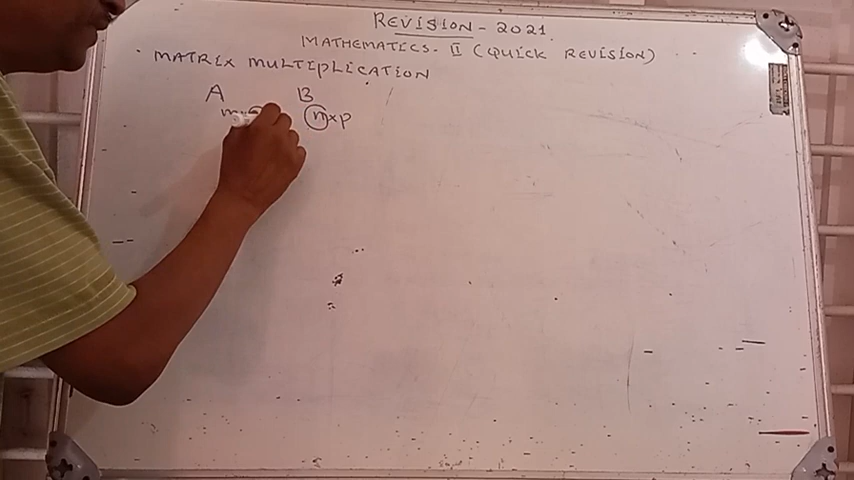 REVISION - 2021.
MATHEMATICS - II (QUICK REVISION)
MATRIX MULTIPLICATION
A B
m n×p